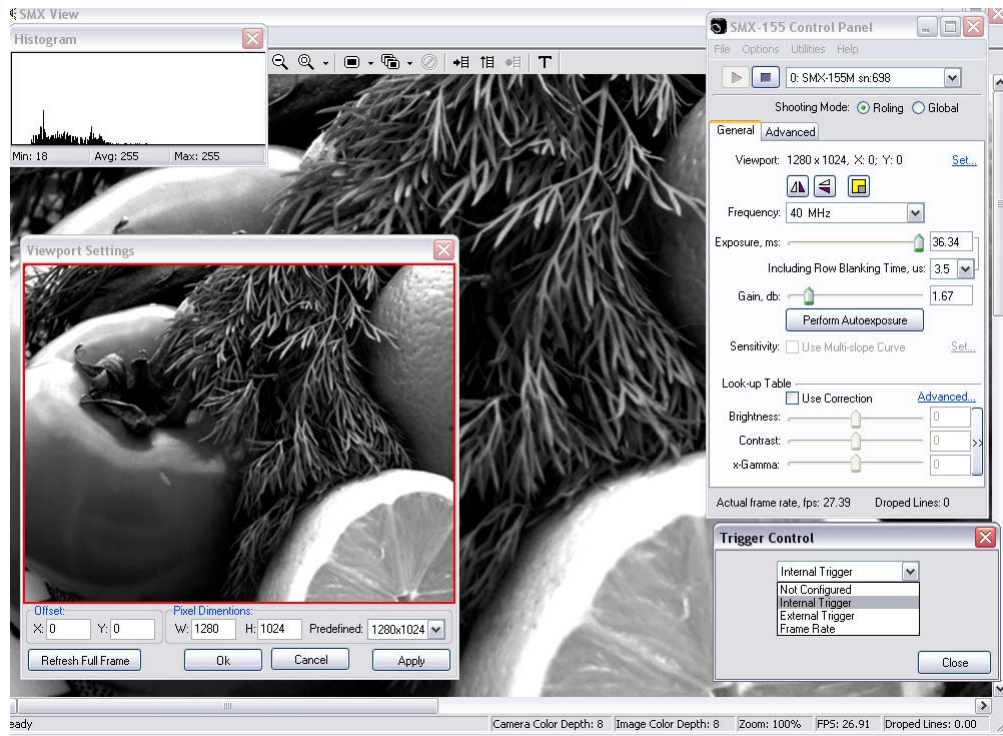 SMX View
Histogram
Min: 18 Avg: 255 Max: 255
T
SMX-155 Control Panel
File Options Utilities Help
0: SMX-155M sn:698
Shooting Mode: Roling Global
General Advanced
Viewport: 1280 x 1024, X: 0; Y: 0 Set...
Frequency: 40 MHz
Exposure, ms: 36.34
Including Row Blanking Time, us: 3.5
Gain, db: 1.67
Perform Autoexposure
Sensitivity: Use Multi-slope Curve Set...
Look-up Table
Use Correction Advanced...
Brightness: 0
Contrast: 0
>>
x-Gamma: 0
Actual frame rate, fps: 27.39 Droped Lines: 0
Viewport Settings
Offset: Pixel Dimentions:
X: 0 Y: 0 W: 1280 H: 1024 Predefined: 1280x1024
Refresh Full Frame Ok Cancel Apply
Trigger Control
Internal Trigger
Not Configured
Internal Trigger
External Trigger
Frame Rate
Close
eady Camera Color Depth: 8 Image Color Depth: 8 Zoom: 100% FPS: 26.91 Droped Lines: 0.00